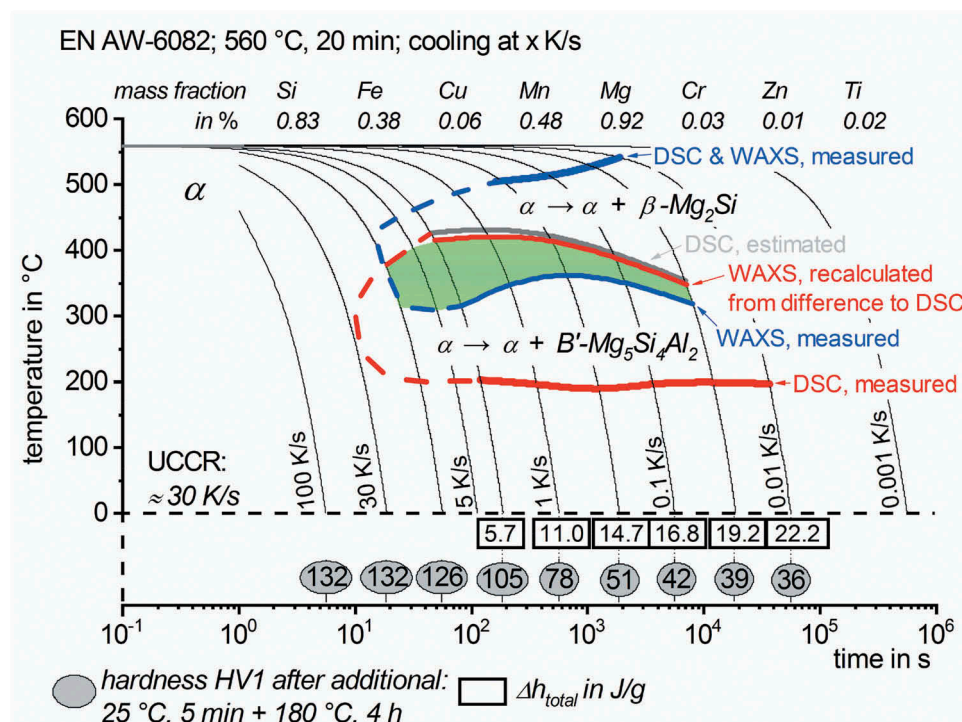 EN AW-6082; 560 °C, 20 min; cooling at x K/s
mass fraction Si Fe Cu Mn Mg Cr Zn Ti
in % 0.83 0.38 0.06 0.48 0.92 0.03 0.01 0.02
600
500
400
300
200
100
0
temperature in °C
α
DSC & WAXS, measured
α → α + β-Mg₂Si
DSC, estimated
WAXS, recalculated
from difference to DSC
WAXS, measured
α → α + B'-Mg₅Si₄Al₂
DSC, measured
UCCR:
≈ 30 K/s
100 K/s
30 K/s
5 K/s
1 K/s
0.1 K/s
0.01 K/s
0.001 K/s
5.7 11.0 14.7 16.8 19.2 22.2
132 132 126 105 78 51 42 39 36
10⁻¹ 10⁰ 10¹ 10² 10³ 10⁴ 10⁵ 10⁶
time in s
hardness HV1 after additional:
25 °C, 5 min + 180 °C, 4 h
Δh_total in J/g